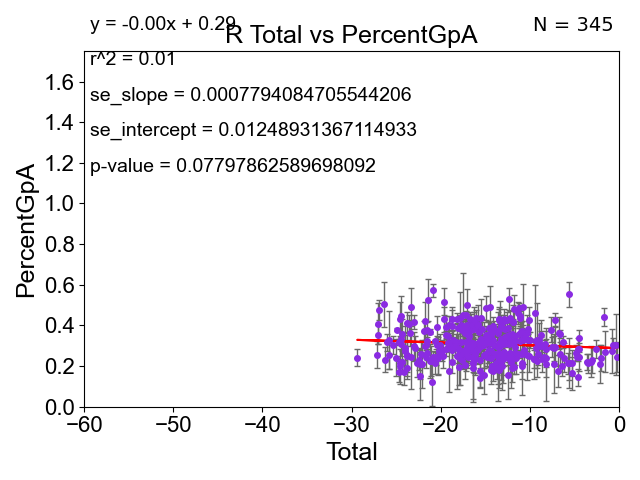 y = -0.00x + 0.29
N = 345
R Total vs PercentGpA
r^2 = 0.01
se_slope = 0.0007794084705544206
se_intercept = 0.01248931367114933
p-value = 0.07797862589698092
PercentGpA
1.6
1.4
1.2
1.0
0.8
0.6
0.4
0.2
0.0
−60 −50 −40 −30 −20 −10 0
Total